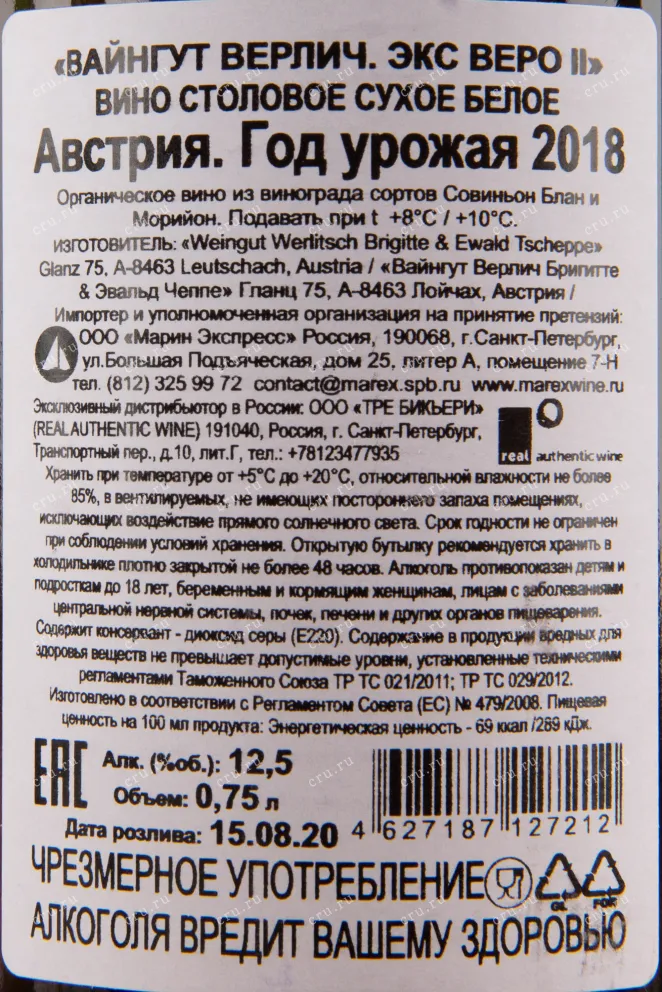 «ВАЙНГУТ ВЕРЛИЧ. ЭКС ВЕРО II»
ВИНО СТОЛОВОЕ СУХОЕ БЕЛОЕ
Австрия. Год урожая 2018
Органическое вино из винограда сортов Совиньон Блан и
Морийон. Подавать при t +8°C / +10°C.
ИЗГОТОВИТЕЛЬ: «Weingut Werlitsch Brigitte & Ewald Tscheppe»
Glanz 75, A-8463 Leutschach, Austria / «Вайнгут Верлич Бригитте
& Эвальд Чеппе» Гланц 75, А-8463 Лойчах, Австрия /
Импортер и уполномоченная организация на принятие претензий:
ООО «Марин Экспресс» Россия, 190068, г.Санкт-Петербург,
ул.Большая Подъяческая, дом 25, литер А, помещение 7-Н
тел. (812) 325 99 72 contact@marex.spb.ru www.marexwine.ru
Эксклюзивный дистрибьютор в России: ООО «ТРЕ БИКЬЕРИ»
(REAL AUTHENTIC WINE) 191040, Россия, г. Санкт-Петербург,
Транспортный пер., д.10, лит.Г, тел.: +78123477935
real authentic wine
Хранить при температуре от +5°C до +20°C, относительной влажности не более
85%, в вентилируемых, не имеющих постороннего запаха помещениях,
исключающих воздействие прямого солнечного света. Срок годности не ограничен
при соблюдении условий хранения. Открытую бутылку рекомендуется хранить в
холодильнике плотно закрытой не более 48 часов. Алкоголь противопоказан детям и
подросткам до 18 лет, беременным и кормящим женщинам, лицам с заболеваниями
центральной нервной системы, почек, печени и других органов пищеварения.
Содержит консервант - диоксид серы (Е220). Содержание в продукции вредных для
здоровья веществ не превышает допустимые уровни, установленные техническими
регламентами Таможенного Союза ТР ТС 021/2011; ТР ТС 029/2012.
Изготовлено в соответствии с Регламентом Совета (ЕС) № 479/2008. Пищевая
ценность на 100 мл продукта: Энергетическая ценность - 69 ккал /289 кДж.
EAC
Алк. (%об.): 12,5
Объем: 0,75 л
Дата розлива: 15.08.20
4 627187 127212
ЧРЕЗМЕРНОЕ УПОТРЕБЛЕНИЕ
GL FOR
АЛКОГОЛЯ ВРЕДИТ ВАШЕМУ ЗДОРОВЬЮ